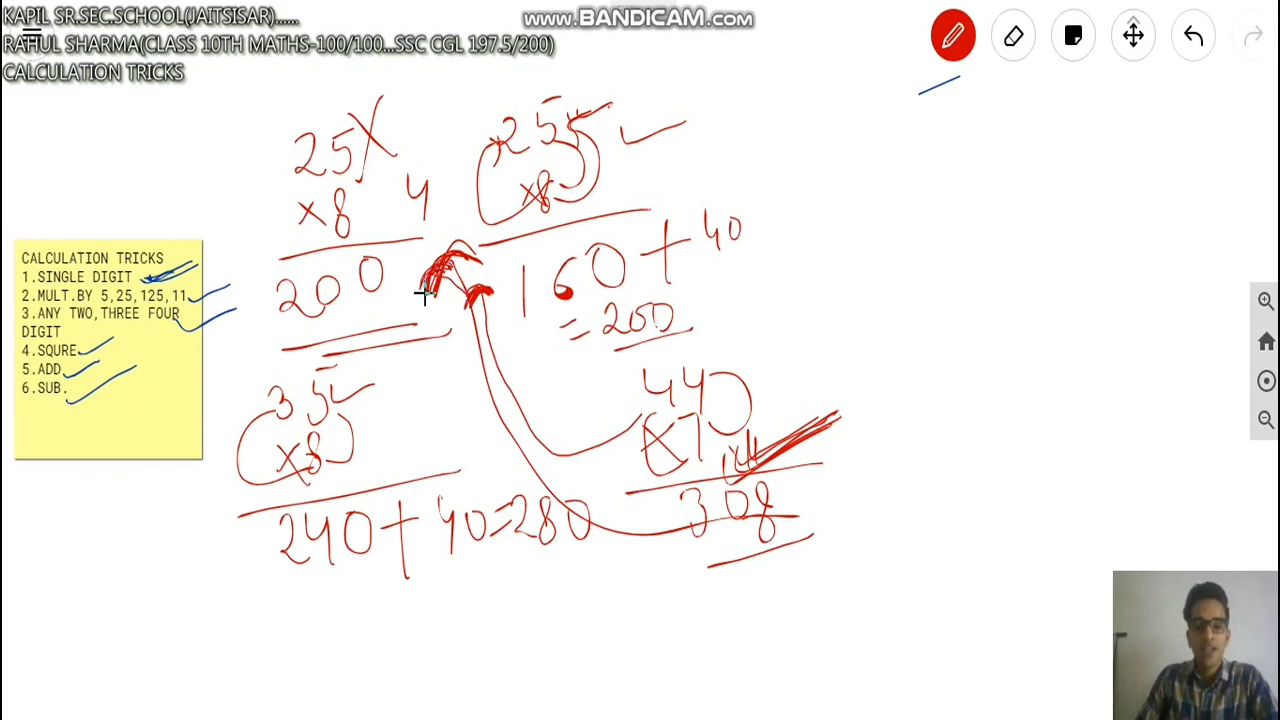 KAPIL SR.SEC.SCHOOL(JAITSISAR)......
www.BANDICAM.com
RAHUL SHARMA(CLASS 10TH MATHS-100/100...SSC CGL 197.5/200)
CALCULATION TRICKS
CALCULATION TRICKS
1.SINGLE DIGIT
2.MULT.BY 5,25,125,11
3.ANY TWO,THREE FOUR
DIGIT
4.SQURE
5.ADD
6.SUB.
25
×8
4
200
255
×8
160+40
=200
35
×8
240+40=280
44
×7
308